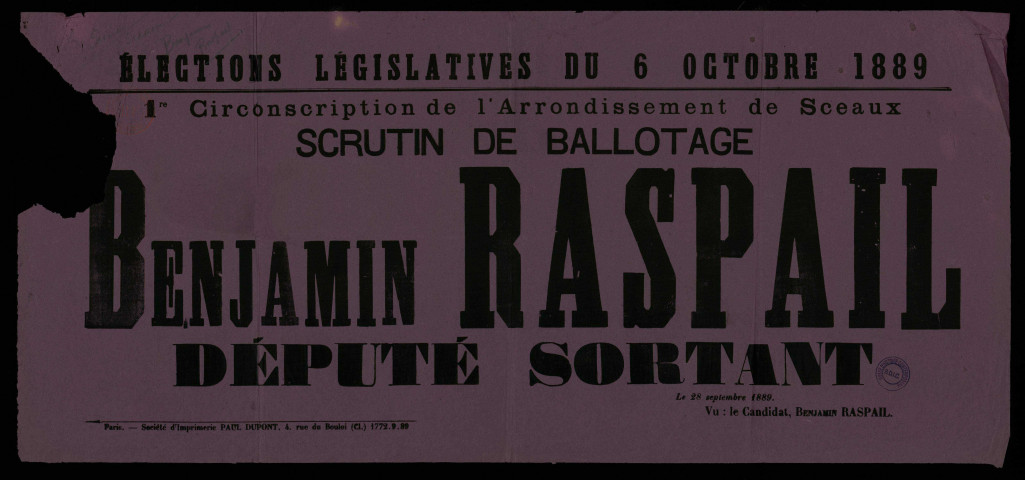 ÉLECTIONS LÉGISLATIVES DU 6 OCTOBRE 1889
1re Circonscription de l'Arrondissement de Sceaux
SCRUTIN DE BALLOTAGE
BENJAMIN RASPAIL
DÉPUTÉ SORTANT
Le 28 septembre 1889.
Vu : le Candidat, BENJAMIN RASPAIL.
Paris. — Société d'Imprimerie PAUL DUPONT, 4, rue du Bouloi (Cl.) 1772.9.89